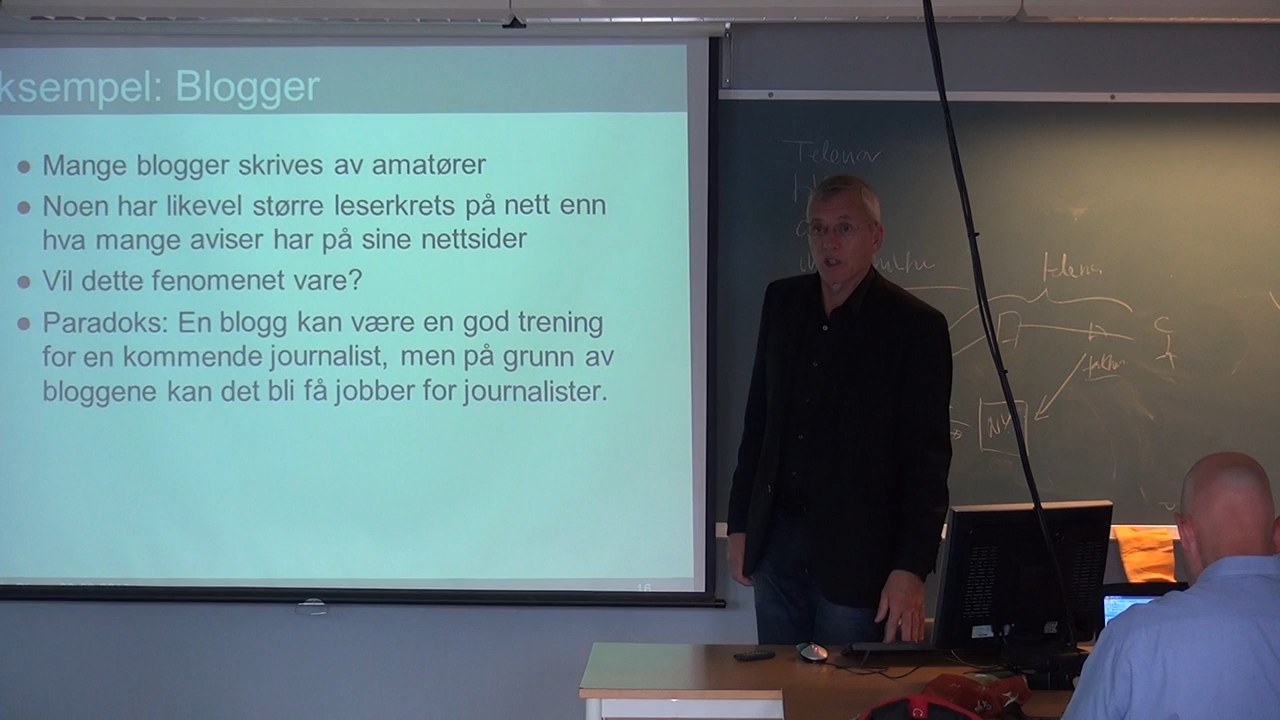 ksempel: Blogger
Mange blogger skrives av amatører
Noen har likevel større leserkrets på nett enn
hva mange aviser har på sine nettsider
Vil dette fenomenet vare?
Paradoks: En blogg kan være en god trening
for en kommende journalist, men på grunn av
bloggene kan det bli få jobber for journalister.
16
Telenor
C